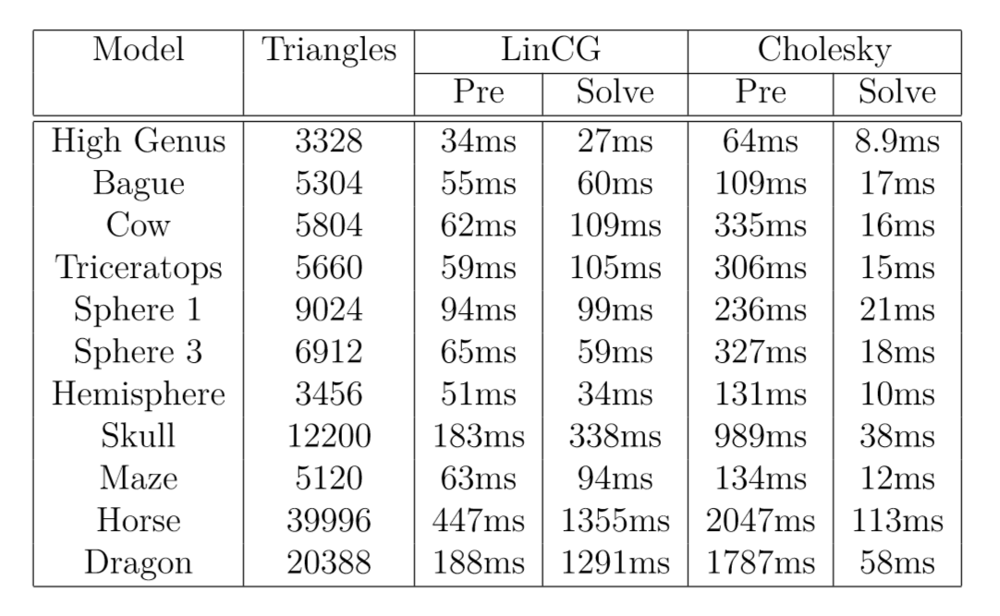 Model Triangles LinCG Cholesky
Pre Solve Pre Solve
High Genus 3328 34ms 27ms 64ms 8.9ms
Bague 5304 55ms 60ms 109ms 17ms
Cow 5804 62ms 109ms 335ms 16ms
Triceratops 5660 59ms 105ms 306ms 15ms
Sphere 1 9024 94ms 99ms 236ms 21ms
Sphere 3 6912 65ms 59ms 327ms 18ms
Hemisphere 3456 51ms 34ms 131ms 10ms
Skull 12200 183ms 338ms 989ms 38ms
Maze 5120 63ms 94ms 134ms 12ms
Horse 39996 447ms 1355ms 2047ms 113ms
Dragon 20388 188ms 1291ms 1787ms 58ms